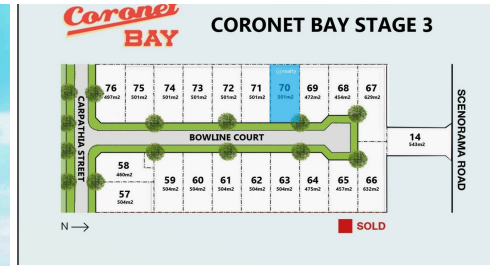 Coronet
BAY
CORONET BAY STAGE 3
76
497m2
75
501m2
74
501m2
73
501m2
72
501m2
71
501m2
70
501m2
69
472m2
68
454m2
67
629m2
CARPATHIA STREET
BOWLINE COURT
14
543m2
SCENORAMA ROAD
58
460m2
57
504m2
59
504m2
60
504m2
61
504m2
62
504m2
63
504m2
64
475m2
65
457m2
66
632m2
N
SOLD